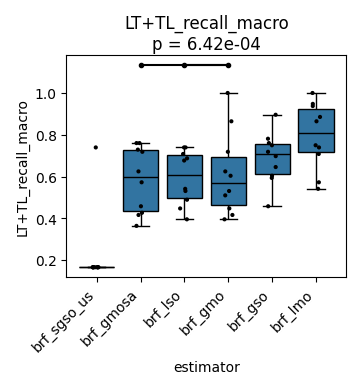 LT+TL_recall_macro
p = 6.42e-04
LT+TL_recall_macro
1.0
0.8
0.6
0.4
0.2
brf_sgso_us
brf_gmosa
brf_lso
brf_gmo
brf_gso
brf_lmo
estimator